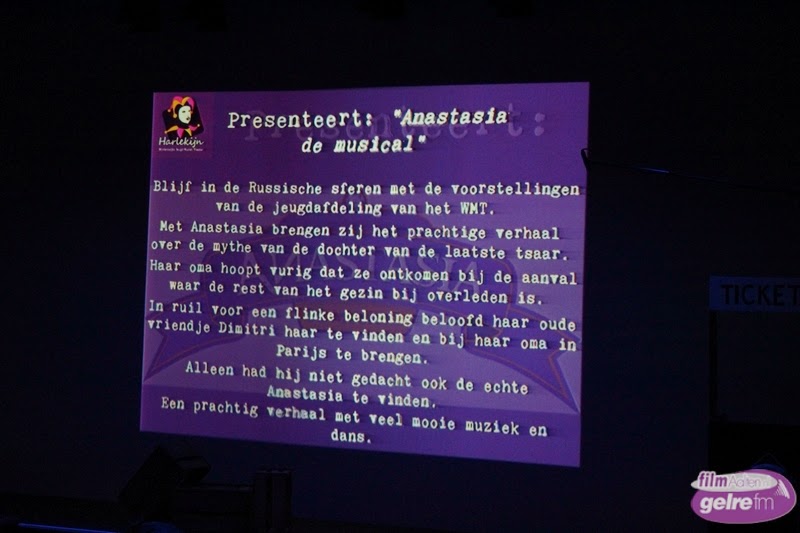 Harlekijn
Presenteert: "Anastasia
de musical"
Blijf in de Russische sferen met de voorstellingen
van de jeugdafdeling van het WMT.
Met Anastasia brengen zij het prachtige verhaal
over de mythe van de dochter van de laatste tsaar.
Haar oma hoopt vurig dat ze ontkomen bij de aanval
waar de rest van het gezin bij overleden is.
In ruil voor een flinke beloning beloofd haar oude
vriendje Dimitri haar te vinden en bij haar oma in
Parijs te brengen.
Alleen had hij niet gedacht ook de echte
Anastasia te vinden.
Een prachtig verhaal met veel mooie muziek en
dans.
ANASTASIA
TICKET
filmAalten
gelrefm